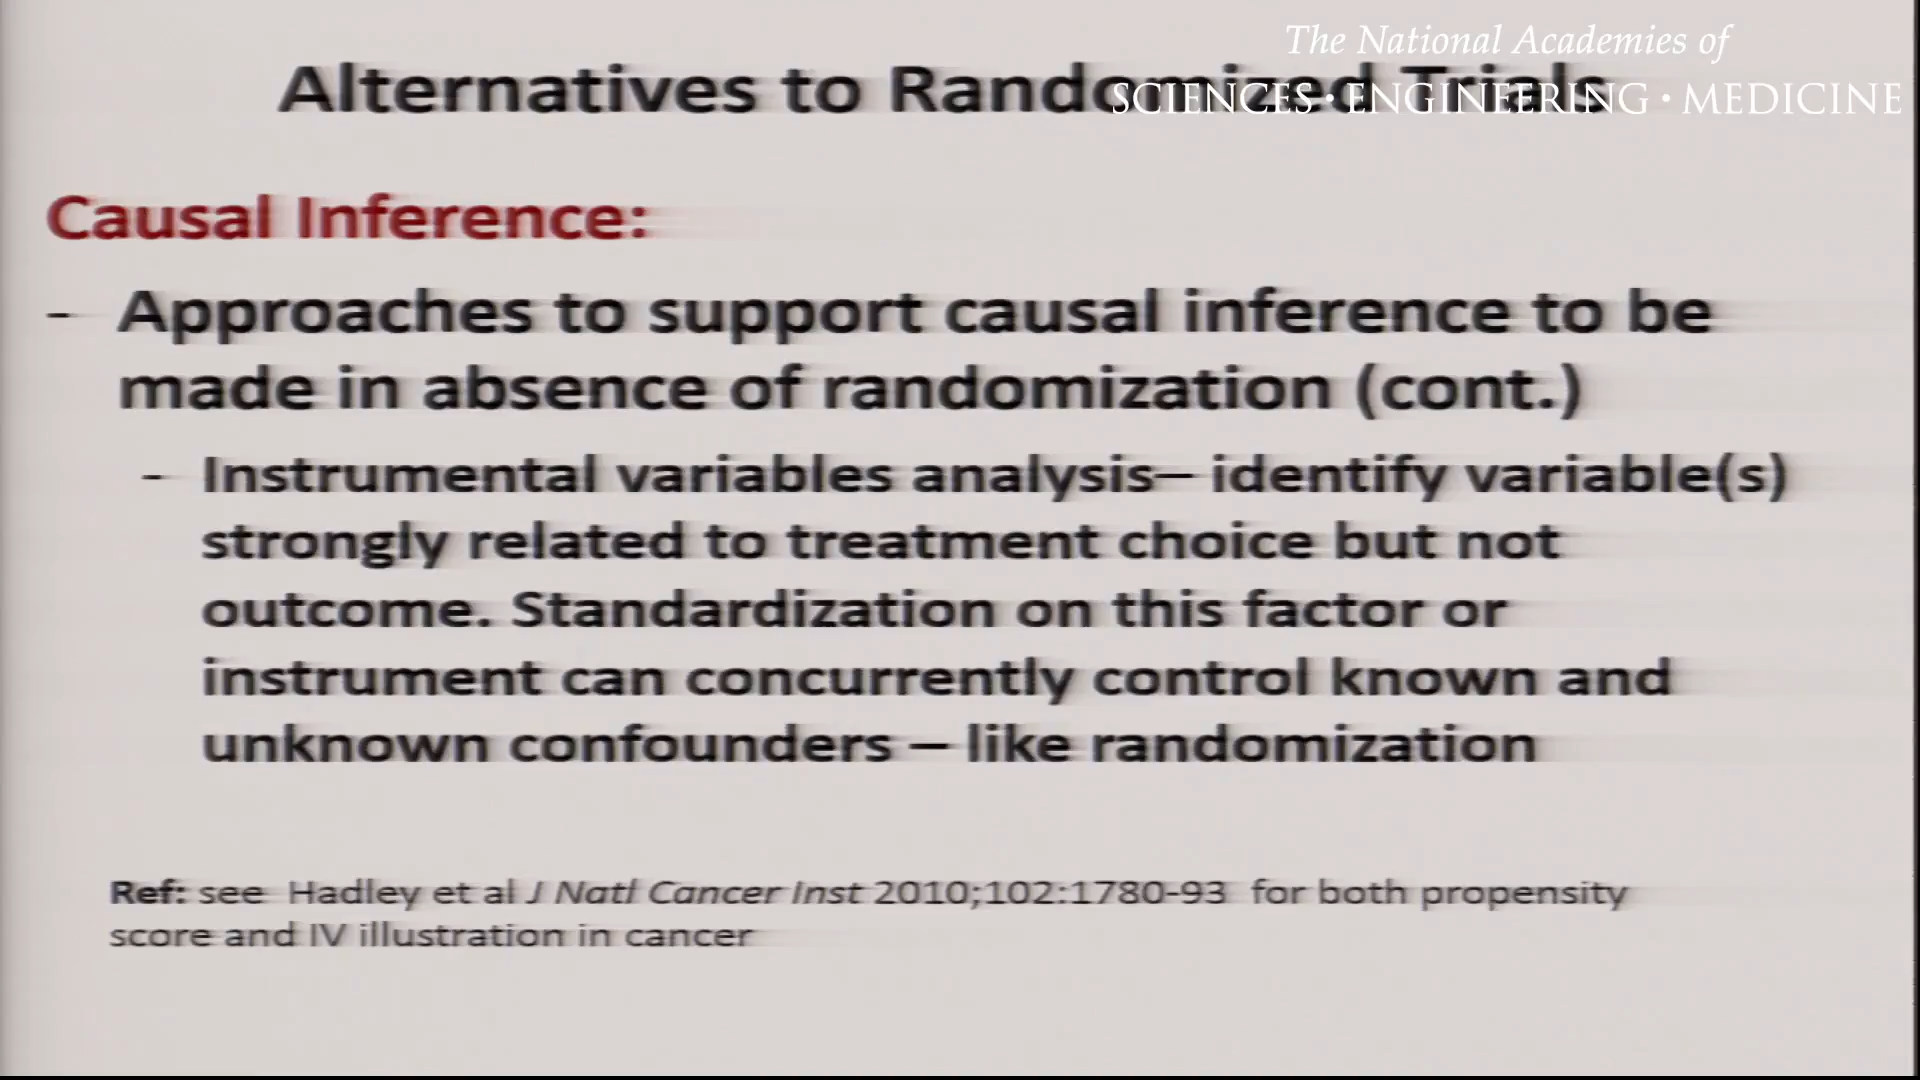 The National Academies of
SCIENCES • ENGINEERING • MEDICINE
Alternatives to Randomized Trials
Causal Inference:
- Approaches to support causal inference to be
made in absence of randomization (cont.)
- Instrumental variables analysis– identify variable(s)
strongly related to treatment choice but not
outcome. Standardization on this factor or
instrument can concurrently control known and
unknown confounders – like randomization
Ref: see Hadley et al J Natl Cancer Inst 2010;102:1780-93 for both propensity
score and IV illustration in cancer